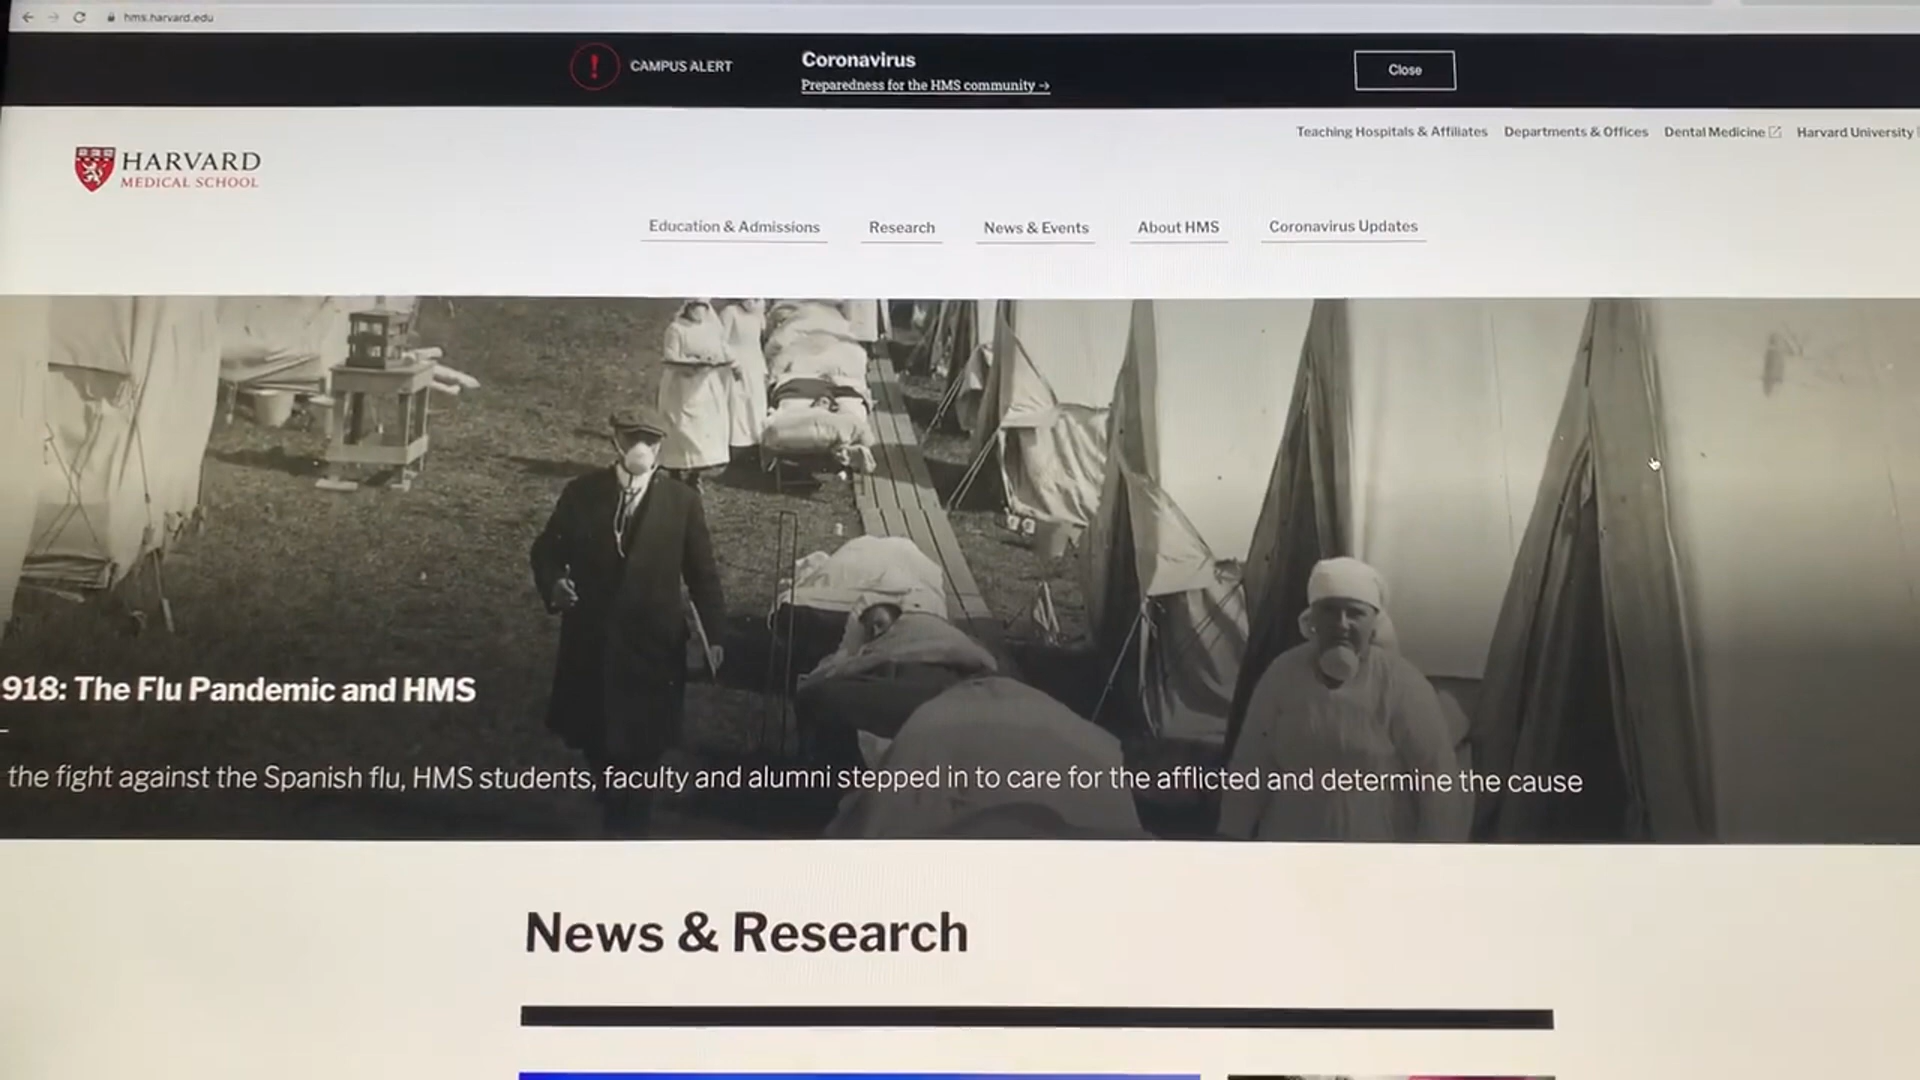 hms.harvard.edu
CAMPUS ALERT
Coronavirus
Preparedness for the HMS community →
Close
Teaching Hospitals & Affiliates Departments & Offices Dental Medicine Harvard University
HARVARD
MEDICAL SCHOOL
Education & Admissions Research News & Events About HMS Coronavirus Updates
918: The Flu Pandemic and HMS
the fight against the Spanish flu, HMS students, faculty and alumni stepped in to care for the afflicted and determine the cause
News & Research